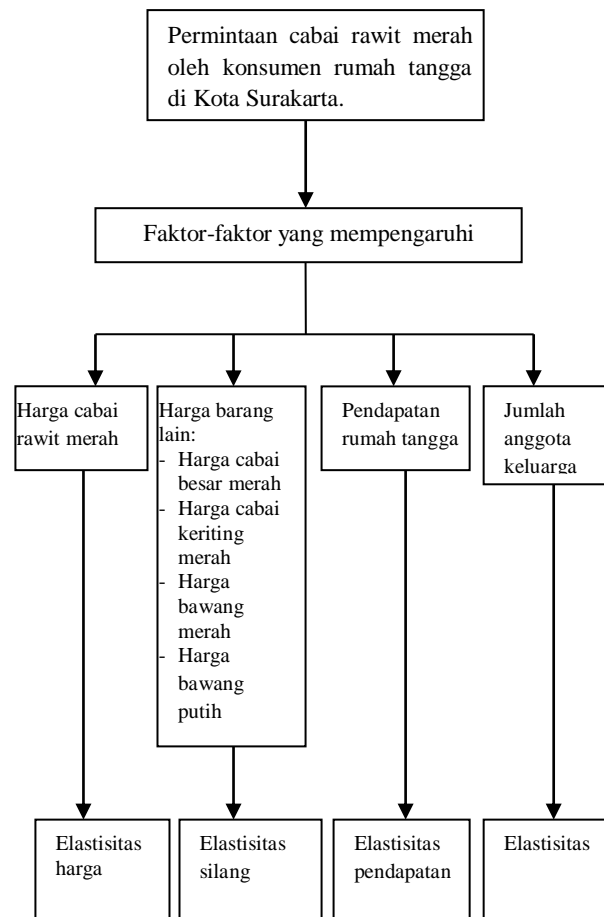 Permintaan cabai rawit merah
oleh konsumen rumah tangga
di Kota Surakarta.
Faktor-faktor yang mempengaruhi
Harga cabai
rawit merah
Harga barang
lain:
- Harga cabai
besar merah
- Harga cabai
keriting
merah
- Harga
bawang
merah
- Harga
bawang
putih
Pendapatan
rumah tangga
Jumlah
anggota
keluarga
Elastisitas
harga
Elastisitas
silang
Elastisitas
pendapatan
Elastisitas